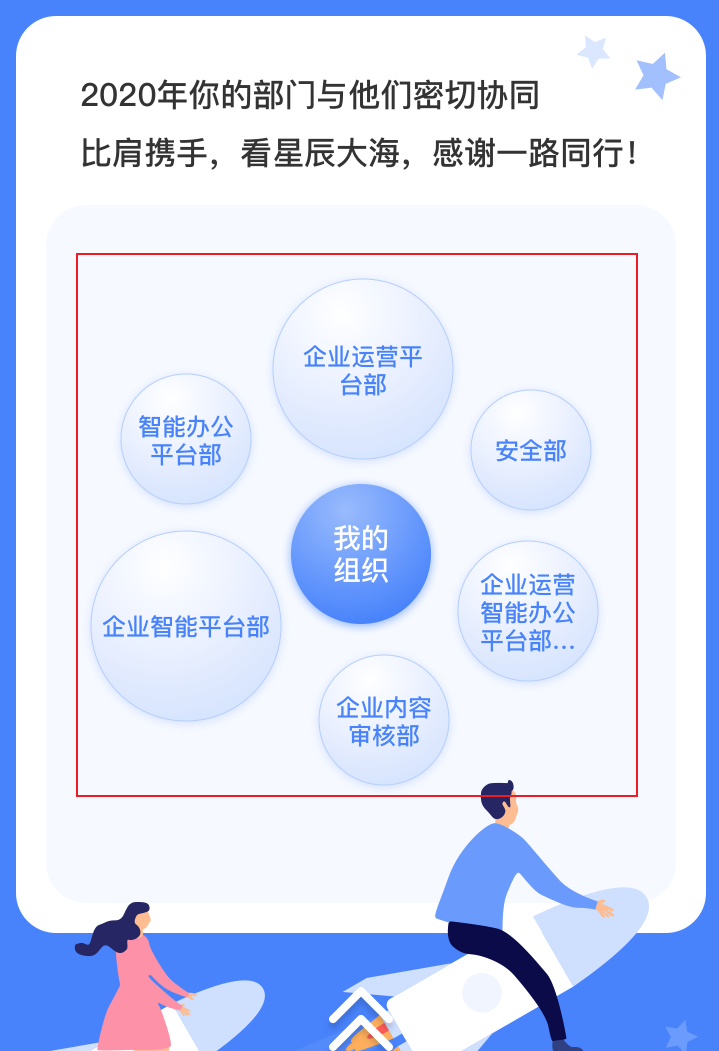 2020年你的部门与他们密切协同
比肩携手，看星辰大海，感谢一路同行！
企业运营平
台部
智能办公
平台部
安全部
我的
组织
企业运营
智能办公
平台部...
企业智能平台部
企业内容
审核部